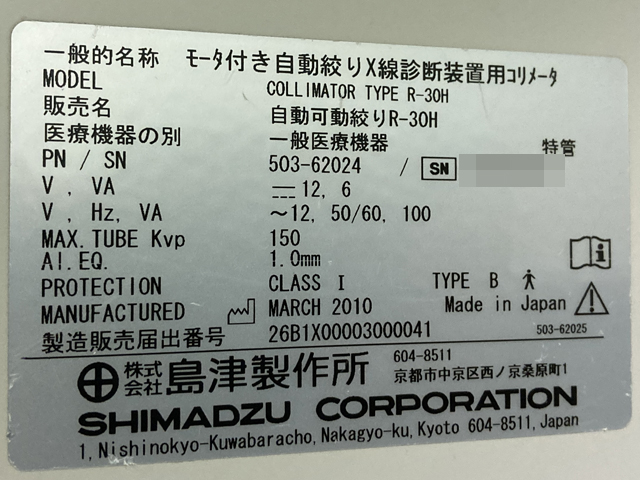 一般的名称 モータ付き自動絞りX線診断装置用コリメータ
MODEL COLLIMATOR TYPE R-30H
販売名 自動可動絞りR-30H
医療機器の別 一般医療機器 特管
PN / SN 503-62024 / SN
V , VA ⎓12, 6
V , Hz, VA ～12, 50/60, 100
MAX.TUBE Kvp 150
Al.EQ. 1.0mm
PROTECTION CLASS I TYPE B
MANUFACTURED MARCH 2010 Made in Japan
製造販売届出番号 26B1X00003000041 503-62025
株式会社 島津製作所 604-8511
京都市中京区西ノ京桑原町1
SHIMADZU CORPORATION
1, Nishinokyo-Kuwabaracho, Nakagyo-ku, Kyoto 604-8511, Japan